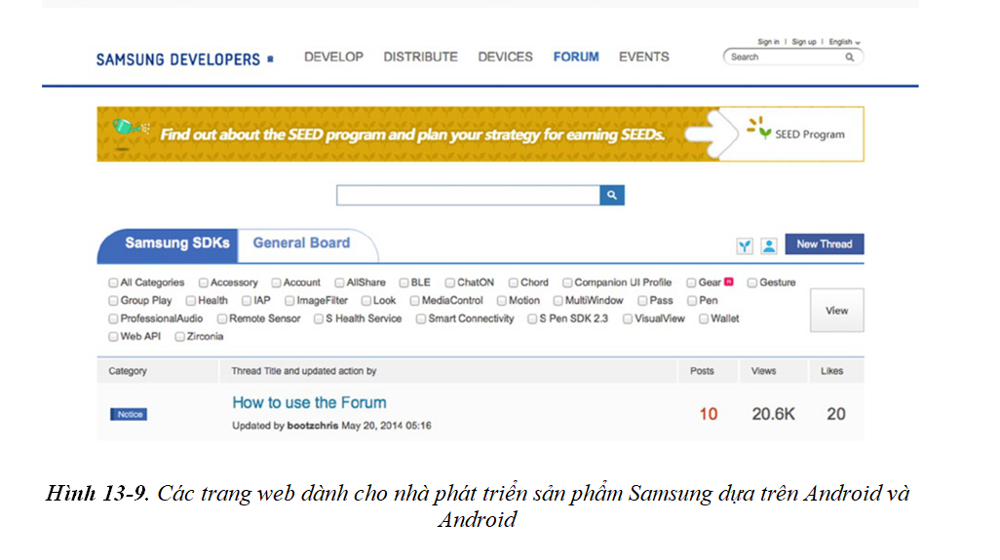 Sign in | Sign up | English
SAMSUNG DEVELOPERS DEVELOP DISTRIBUTE DEVICES FORUM EVENTS Search
Find out about the SEED program and plan your strategy for earning SEEDs. SEED Program
Samsung SDKs General Board New Thread
All Categories Accessory Account AllShare BLE ChatON Chord Companion UI Profile Gear Gesture
Group Play Health IAP ImageFilter Look MediaControl Motion MultiWindow Pass Pen
View
ProfessionalAudio Remote Sensor S Health Service Smart Connectivity S Pen SDK 2.3 VisualView Wallet
Web API Zirconia
Category Thread Title and updated action by Posts Views Likes
How to use the Forum
Notice 10 20.6K 20
Updated by bootzchris May 20, 2014 05:16
Hình 13-9. Các trang web dành cho nhà phát triển sản phẩm Samsung dựa trên Android và
Android